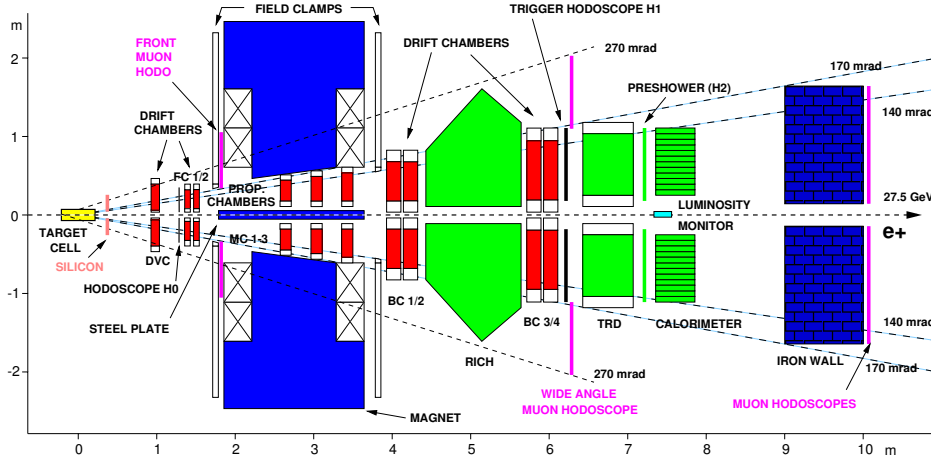 m
FIELD CLAMPS
TRIGGER HODOSCOPE H1
FRONT
MUON
HODO
DRIFT CHAMBERS
270 mrad
170 mrad
PRESHOWER (H2)
2
DRIFT
CHAMBERS
140 mrad
1
FC 1/2
PROP.
CHAMBERS
27.5 GeV
LUMINOSITY
0
TARGET
CELL
MONITOR
e+
SILICON
DVC
MC 1-3
HODOSCOPE H0
-1
BC 1/2
STEEL PLATE
BC 3/4
TRD
CALORIMETER
140 mrad
RICH
IRON WALL
170 mrad
-2
270 mrad
WIDE ANGLE
MUON HODOSCOPE
MUON HODOSCOPES
MAGNET
0 1 2 3 4 5 6 7 8 9 10 m